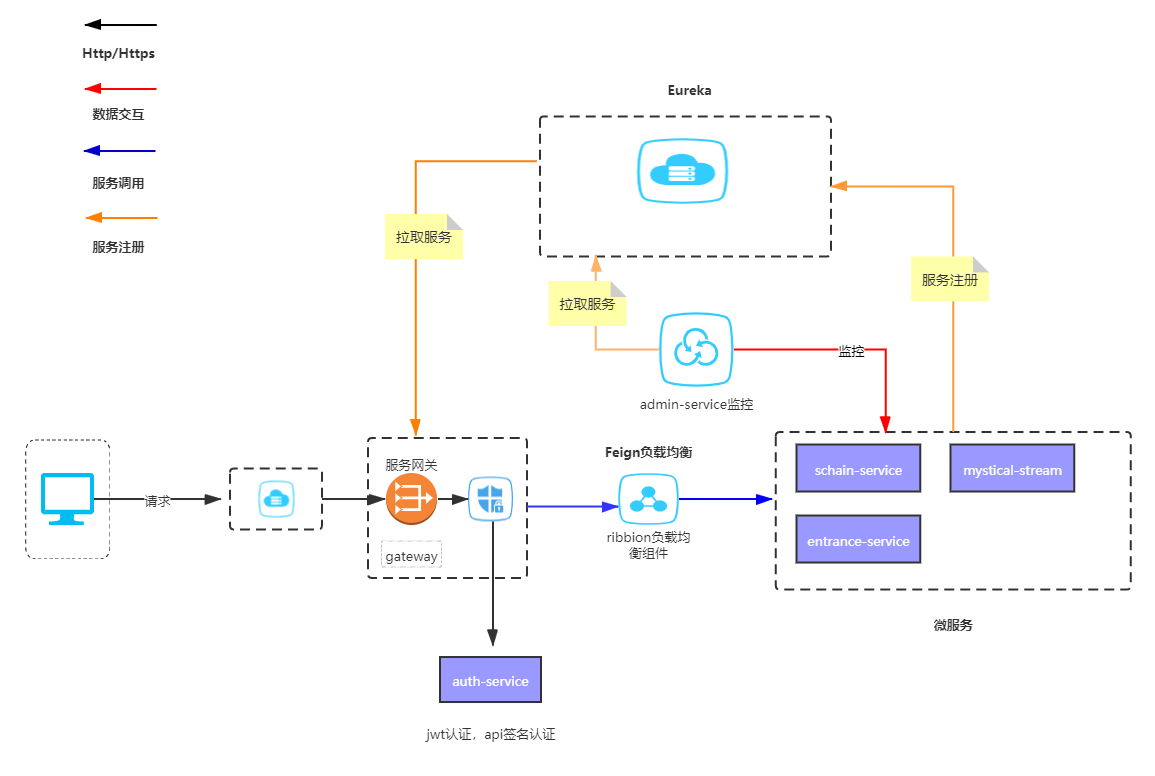 Http/Https
数据交互
服务调用
服务注册
Eureka
拉取服务
拉取服务
服务注册
监控
admin-service监控
请求
服务网关
gateway
Feign负载均衡
ribbion负载均
衡组件
schain-service
mystical-stream
entrance-service
微服务
auth-service
jwt认证，api签名认证